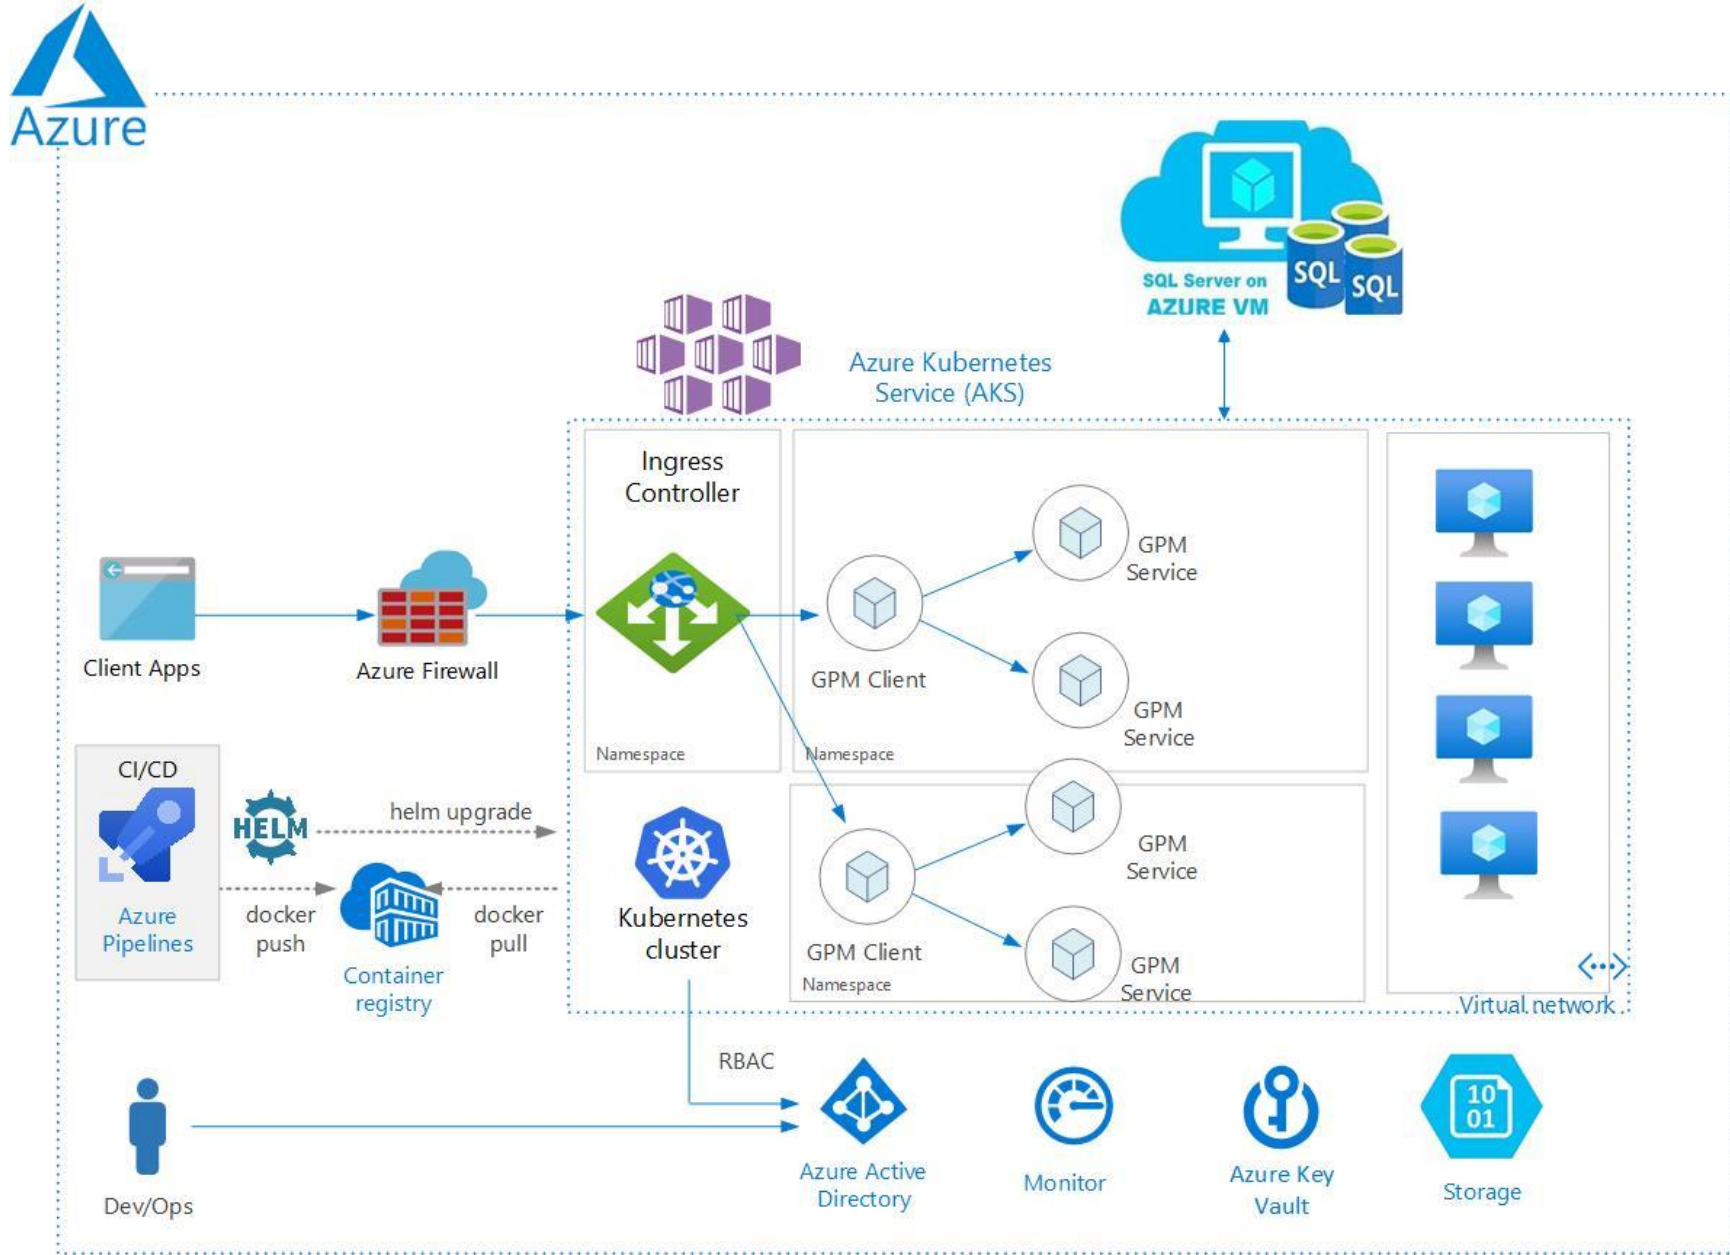 Azure
SQL Server on
AZURE VM
SQL
SQL
Azure Kubernetes
Service (AKS)
Ingress
Controller
GPM
Service
Client Apps
Azure Firewall
GPM Client
GPM
Service
Namespace
Namespace
CI/CD
HELM
helm upgrade
GPM
Service
Azure
Pipelines
docker
push
docker
pull
Container
registry
Kubernetes
cluster
GPM Client
Namespace
GPM
Service
Virtual network
RBAC
10
01
Dev/Ops
Azure Active
Directory
Monitor
Azure Key
Vault
Storage